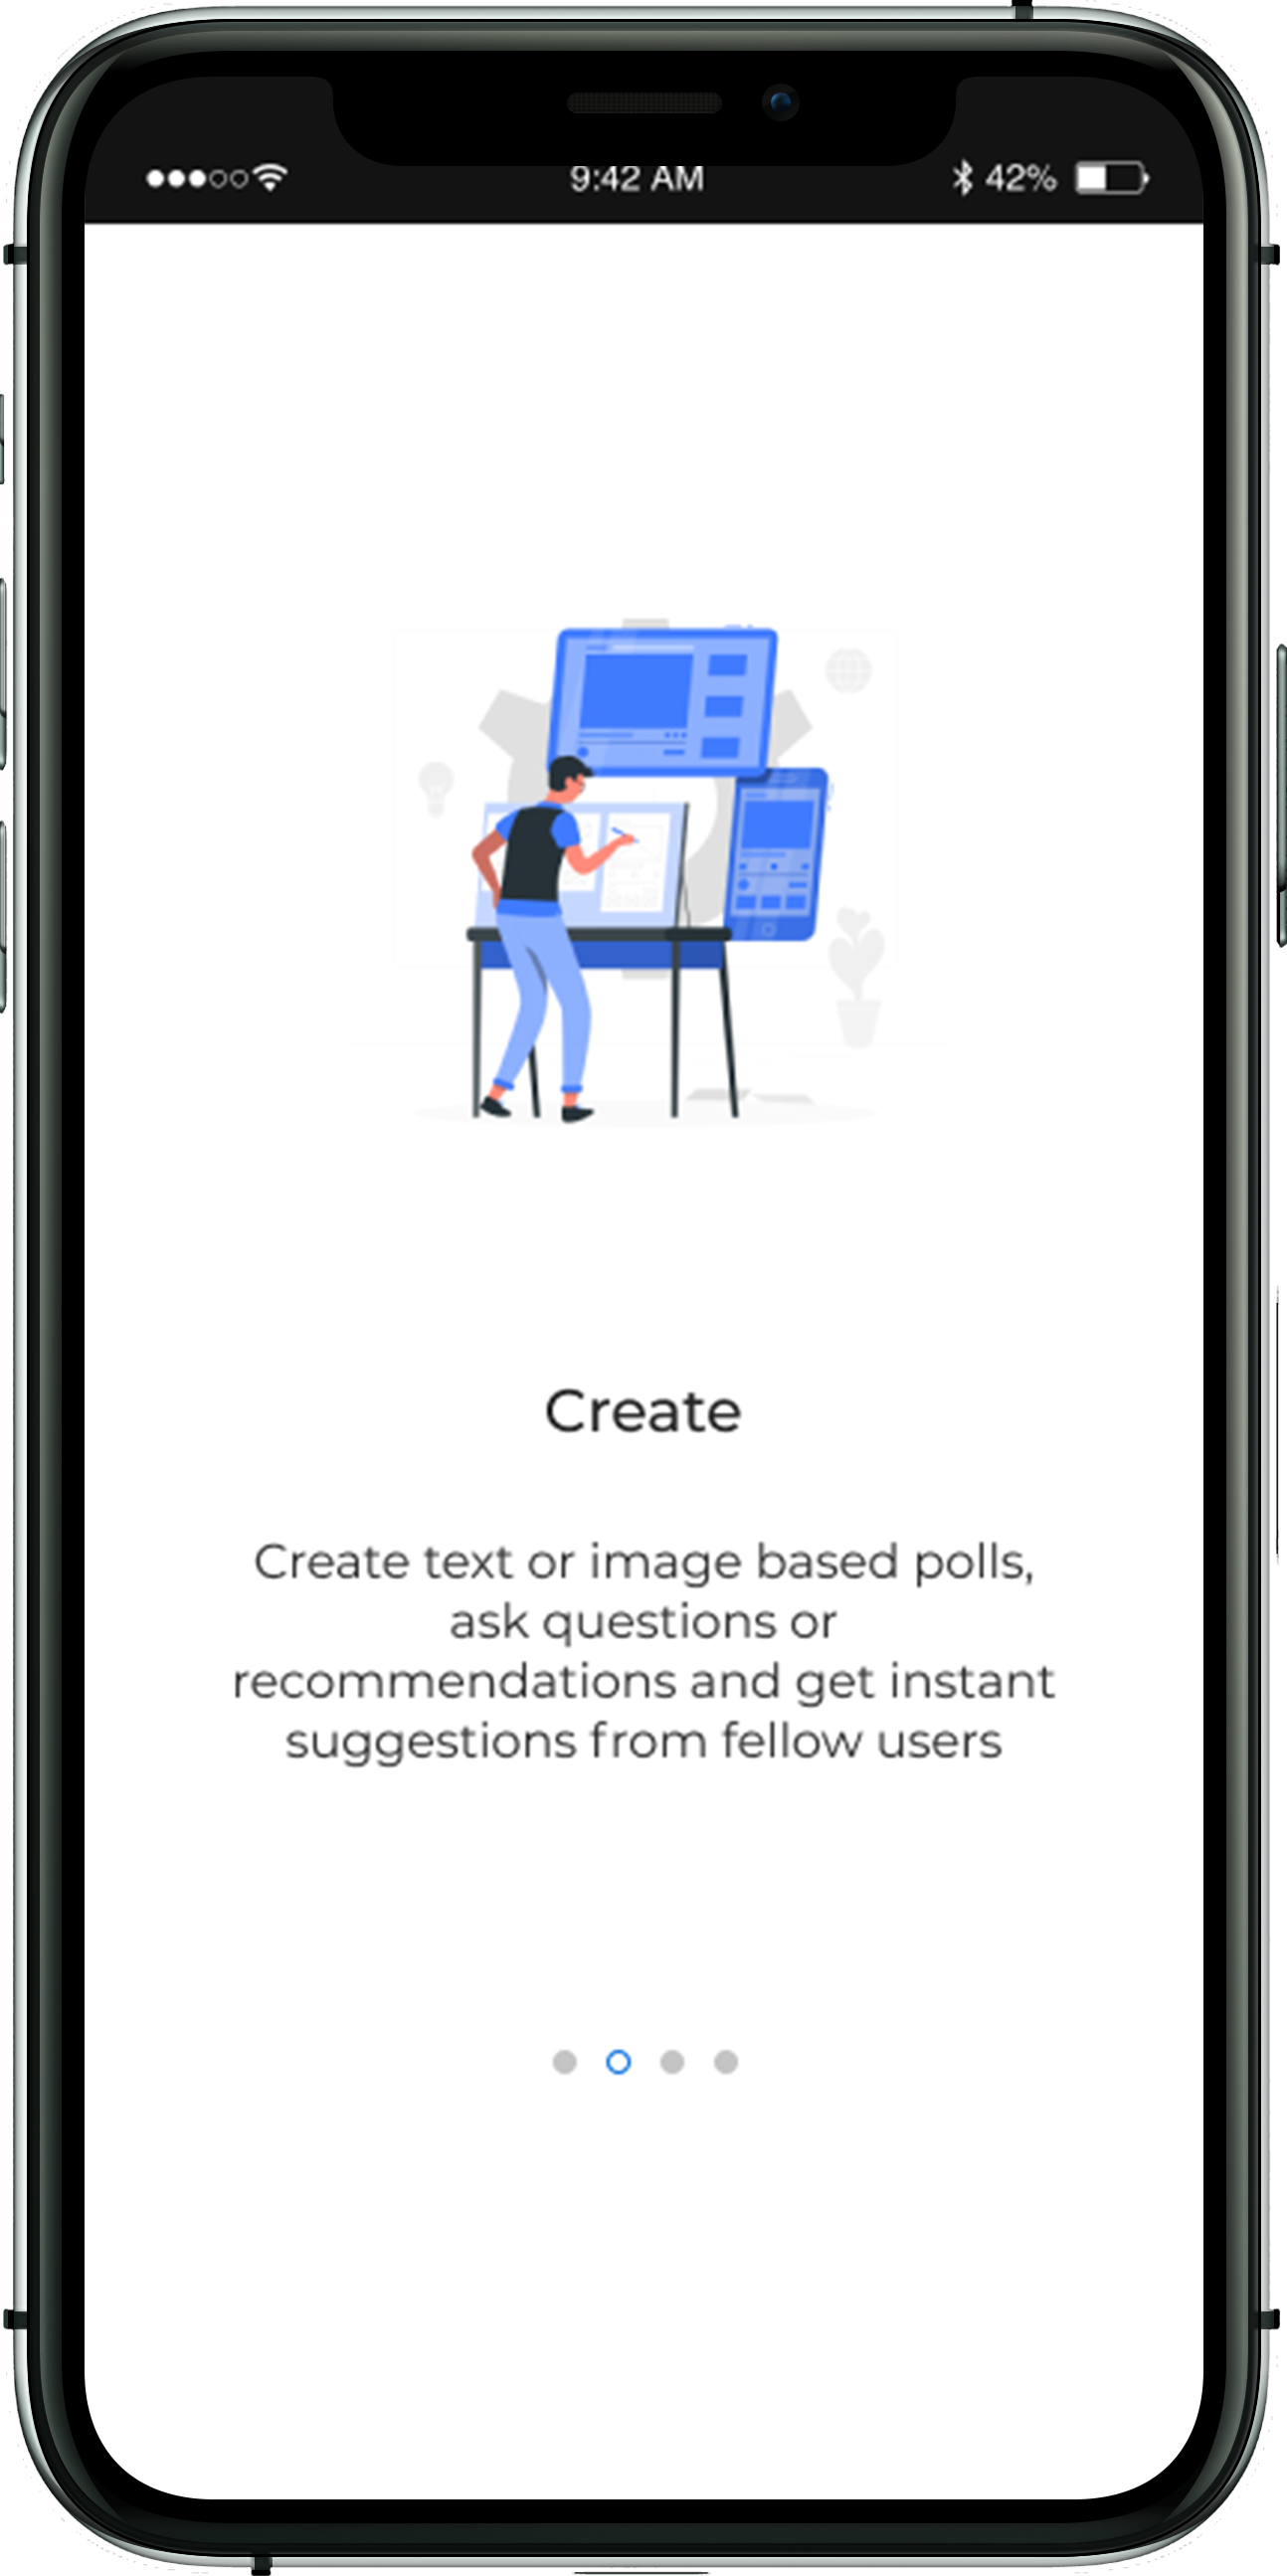 9:42 AM 42%
Create
Create text or image based polls,
ask questions or
recommendations and get instant
suggestions from fellow users